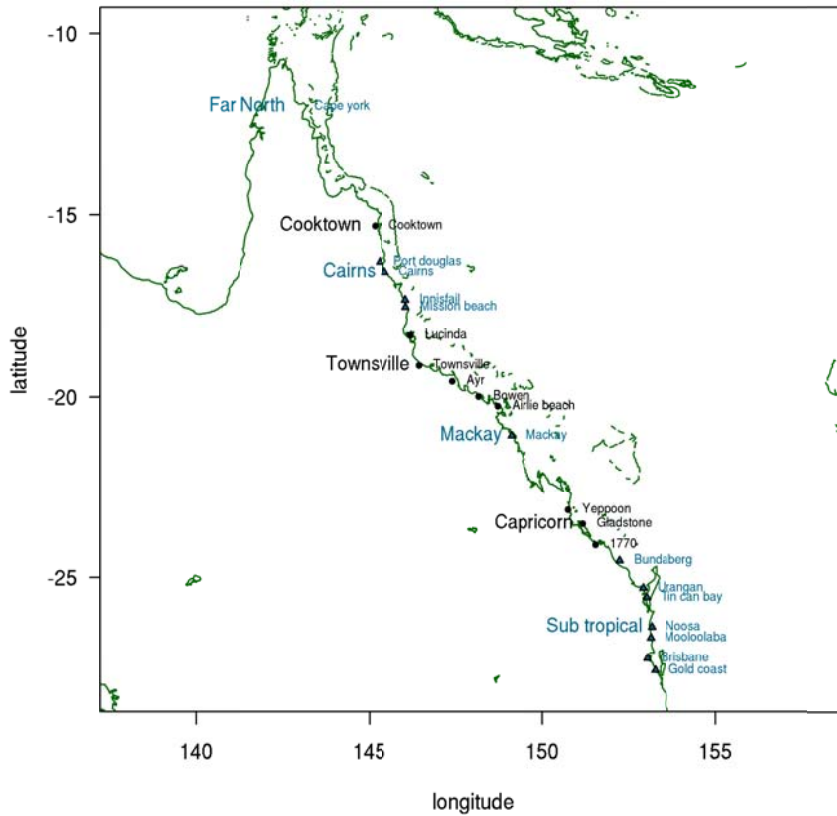 -10
Far North
Cape york
-15
Cooktown
Cooktown
Port douglas
Cairns
Cairns
Innisfail
Mission beach
Lucinda
Townsville
Townsville
Ayr
-20
Bowen
Airlie beach
Mackay
Mackay
Yeppoon
Capricorn
Gladstone
1770
Bundaberg
-25
Urangan
Tin can bay
Sub tropical
Noosa
Mooloolaba
Brisbane
Gold coast
latitude
140
145
150
155
longitude